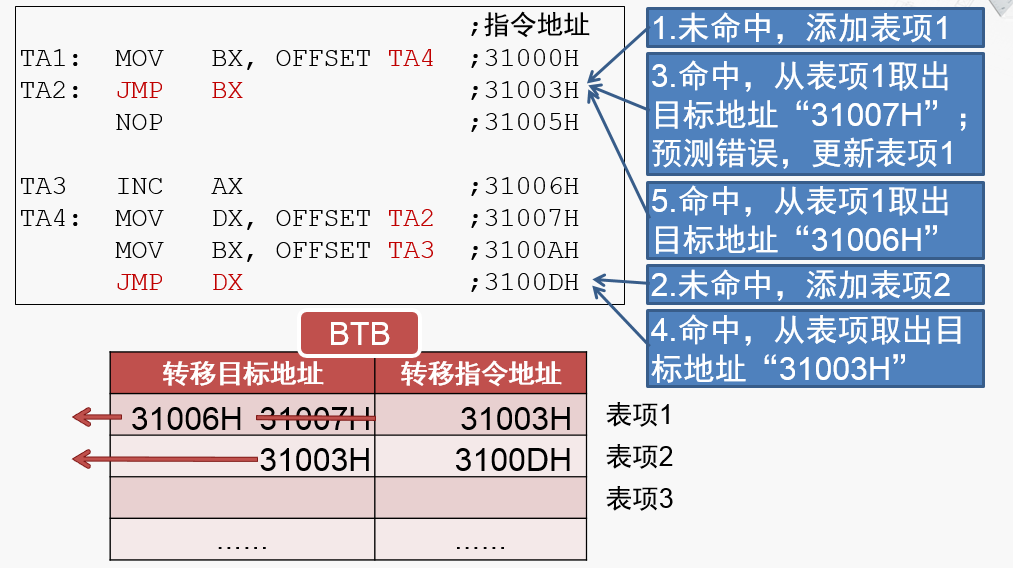 ;指令地址
TA1: MOV BX, OFFSET TA4 ;31000H
TA2: JMP BX ;31003H
NOP ;31005H
TA3 INC AX ;31006H
TA4: MOV DX, OFFSET TA2 ;31007H
MOV BX, OFFSET TA3 ;3100AH
JMP DX ;3100DH
1.未命中，添加表项1
3.命中，从表项1取出
目标地址“31007H”；
预测错误，更新表项1
5.命中，从表项1取出
目标地址“31006H”
2.未命中，添加表项2
4.命中，从表项取出目
标地址“31003H”
BTB
转移目标地址 转移指令地址
31006H 31007H 31003H 表项1
31003H 3100DH 表项2
表项3
…… ……